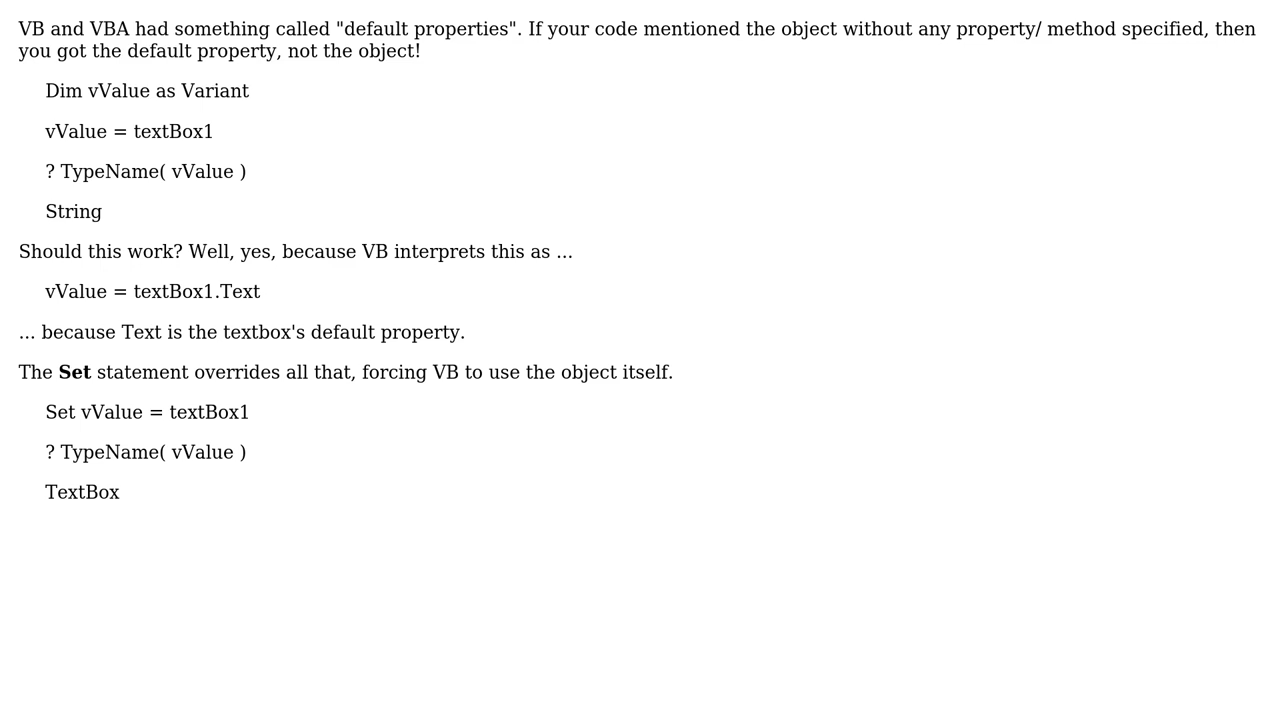 VB and VBA had something called "default properties". If your code mentioned the object without any property/ method specified, then
you got the default property, not the object!
Dim vValue as Variant
vValue = textBox1
? TypeName( vValue )
String
Should this work? Well, yes, because VB interprets this as ...
vValue = textBox1.Text
... because Text is the textbox's default property.
The Set statement overrides all that, forcing VB to use the object itself.
Set vValue = textBox1
? TypeName( vValue )
TextBox